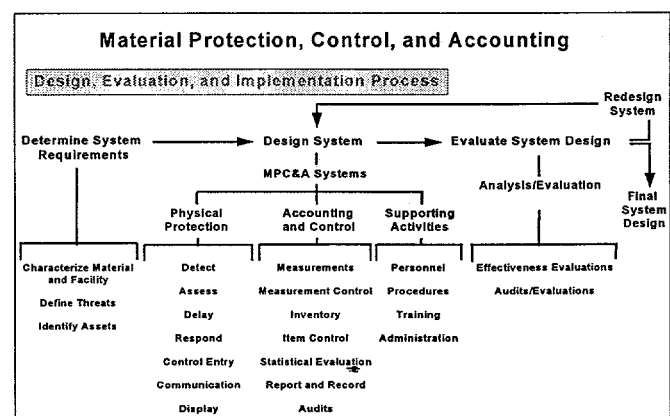 Material Protection, Control, and Accounting
Design, Evaluation, and Implementation Process
Redesign
System
Determine System
Requirements
Design System
Evaluate System Design
MPC&A Systems
Analysis/Evaluation
Final
System
Design
Physical
Protection
Accounting
and Control
Supporting
Activities
Characterize Material
and Facility
Define Threats
Identify Assets
Detect
Assess
Delay
Respond
Control Entry
Communication
Display
Measurements
Measurement Control
Inventory
Item Control
Statistical Evaluation
Report and Record
Audits
Personnel
Procedures
Training
Administration
Effectiveness Evaluations
Audits/Evaluations